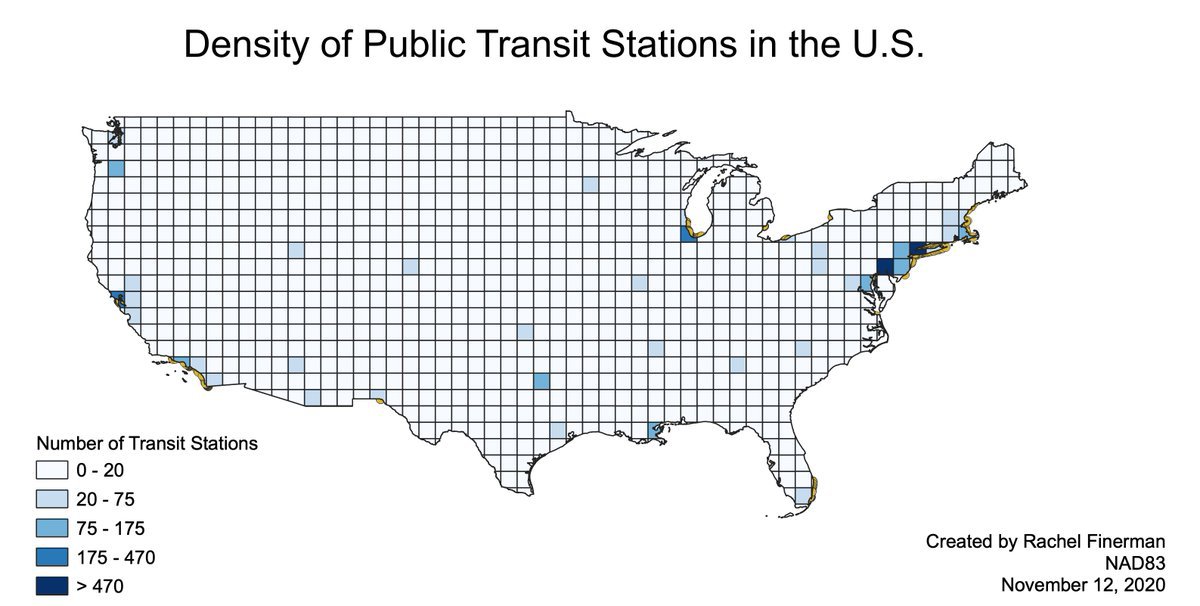 Density of Public Transit Stations in the U.S.
Number of Transit Stations
0 - 20
20 - 75
75 - 175
175 - 470
> 470
Created by Rachel Finerman
NAD83
November 12, 2020